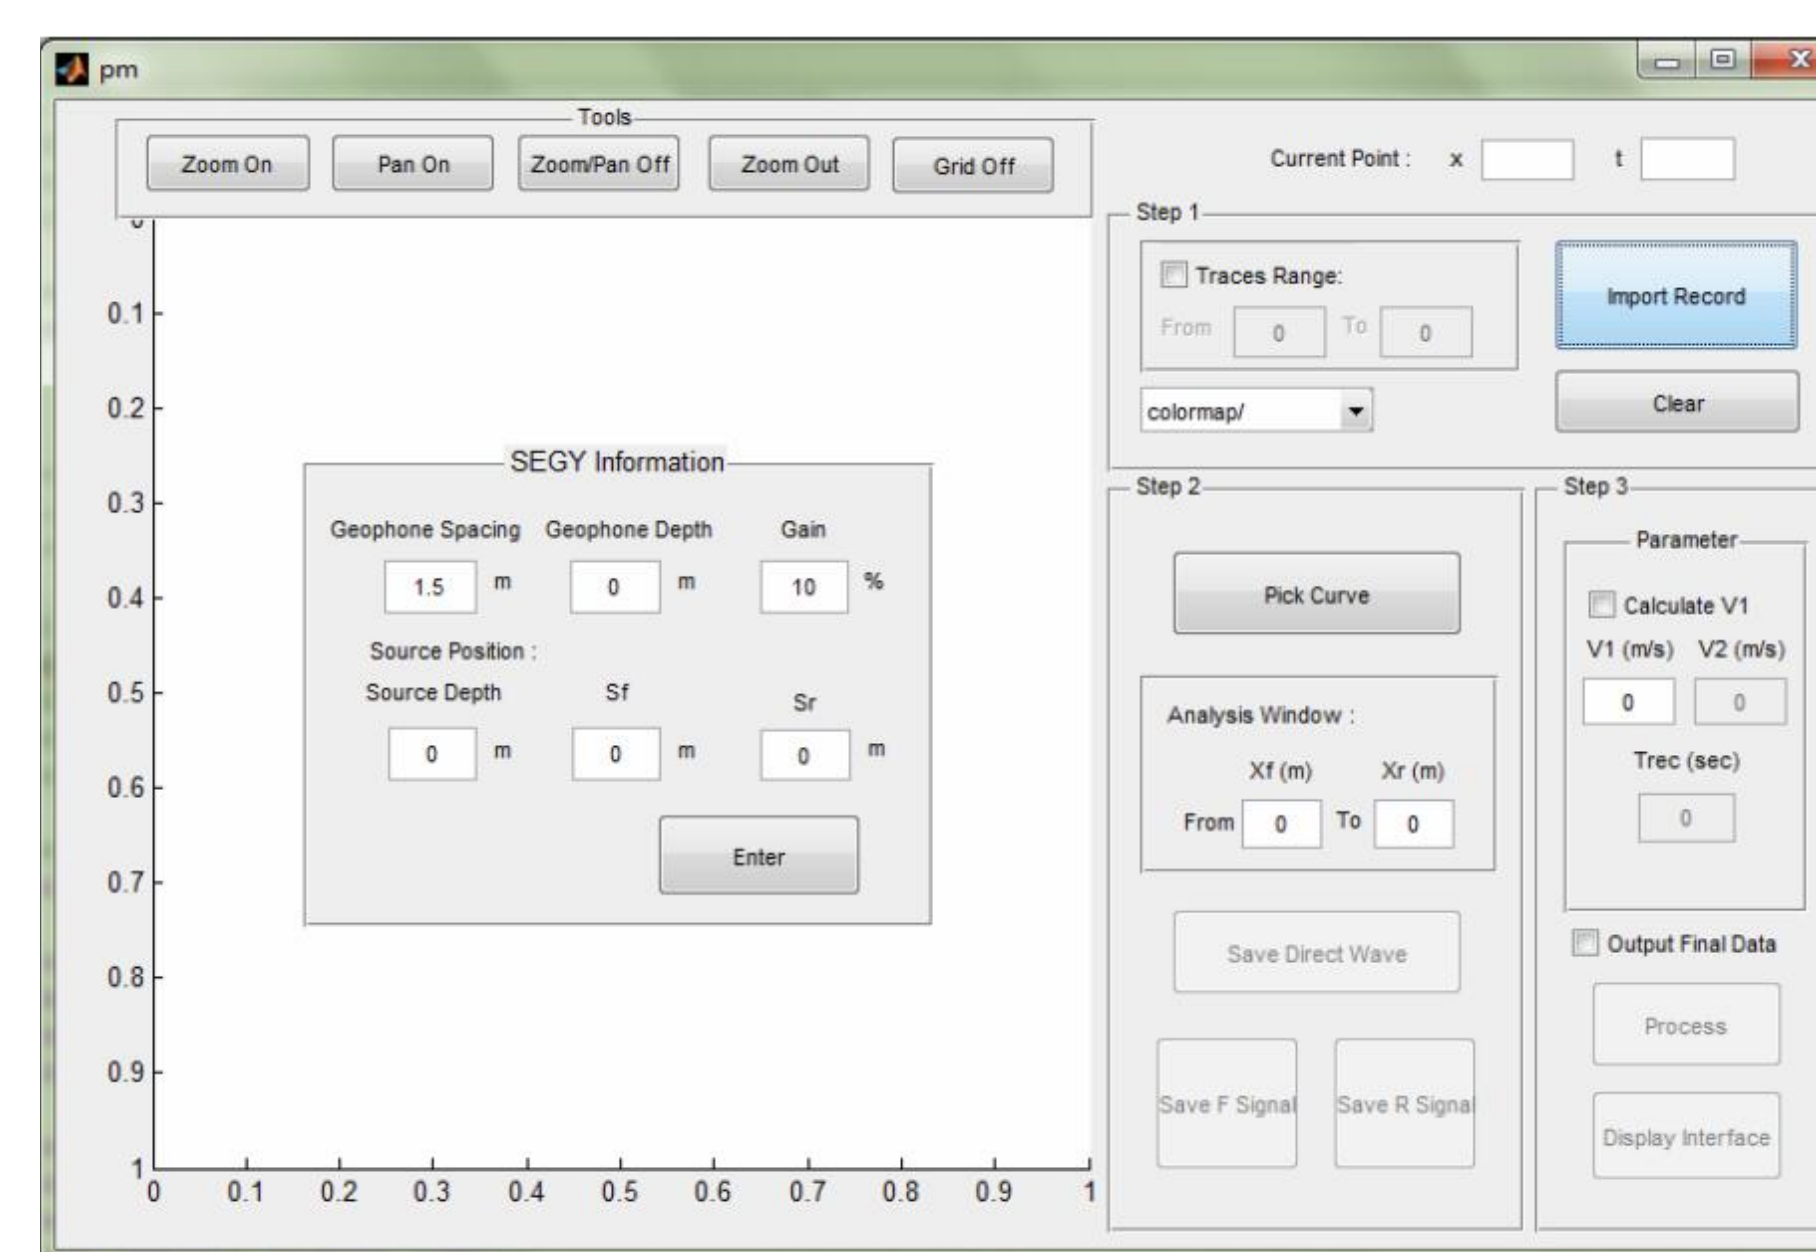 pm
Tools
Zoom On Pan On Zoom/Pan Off Zoom Out Grid Off
Current Point : x t
Step 1
Traces Range:
From 0 To 0
Import Record
colormap/
Clear
0
0.1
0.2
0.3
0.4
0.5
0.6
0.7
0.8
0.9
1
0 0.1 0.2 0.3 0.4 0.5 0.6 0.7 0.8 0.9 1
SEGY Information
Geophone Spacing Geophone Depth Gain
1.5 m 0 m 10 %
Source Position :
Source Depth Sf Sr
0 m 0 m 0 m
Enter
Step 2
Pick Curve
Analysis Window :
Xf (m) Xr (m)
From 0 To 0
Save Direct Wave
Save F Signal Save R Signal
Step 3
Parameter
Calculate V1
V1 (m/s) V2 (m/s)
0 0
Trec (sec)
0
Output Final Data
Process
Display Interface